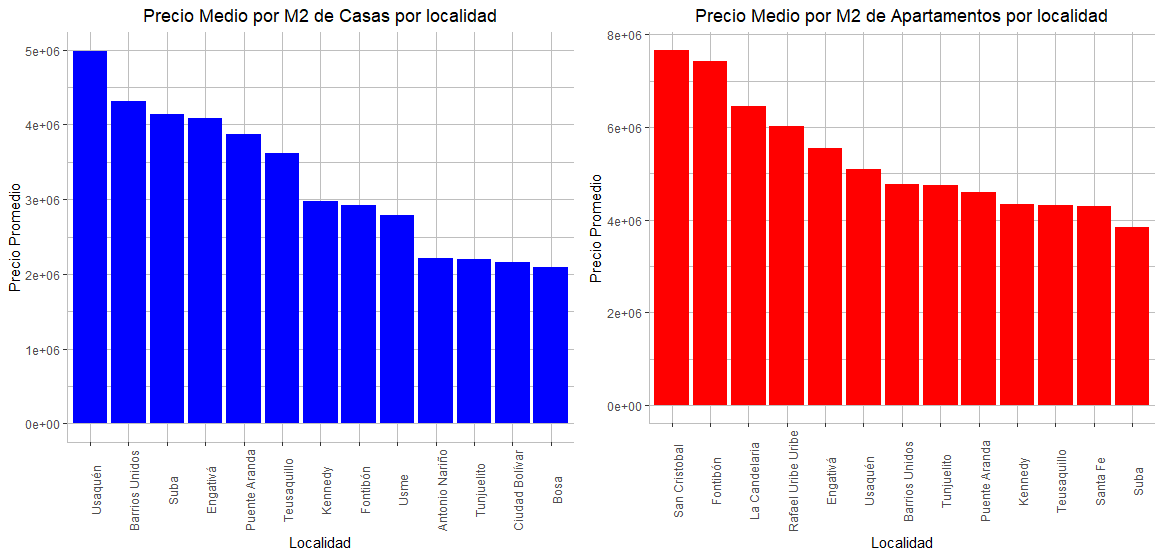 Precio Medio por M2 de Casas por localidad
Precio Promedio
5e+06
4e+06
3e+06
2e+06
1e+06
0e+00
Usaquén
Barrios Unidos
Suba
Engativá
Puente Aranda
Teusaquillo
Kennedy
Fontibón
Usme
Antonio Nariño
Tunjuelito
Ciudad Bolívar
Bosa
Localidad
Precio Medio por M2 de Apartamentos por localidad
Precio Promedio
8e+06
6e+06
4e+06
2e+06
0e+00
San Cristobal
Fontibón
La Candelaria
Rafael Uribe Uribe
Engativá
Usaquén
Barrios Unidos
Tunjuelito
Puente Aranda
Kennedy
Teusaquillo
Santa Fe
Suba
Localidad